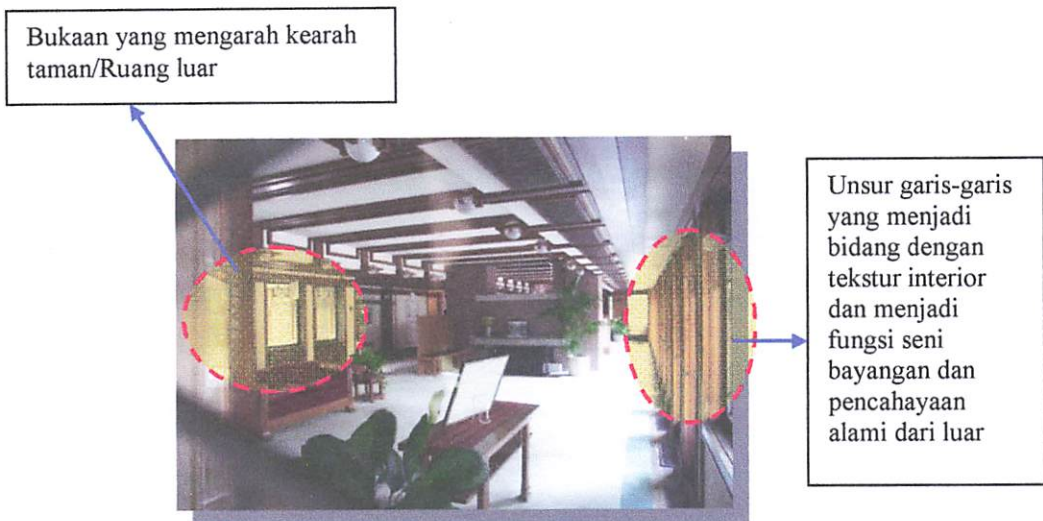 Bukaan yang mengarah kearah
taman/Ruang luar
Unsur garis-garis
yang menjadi
bidang dengan
tekstur interior
dan menjadi
fungsi seni
bayangan dan
pencahayaan
alami dari luar